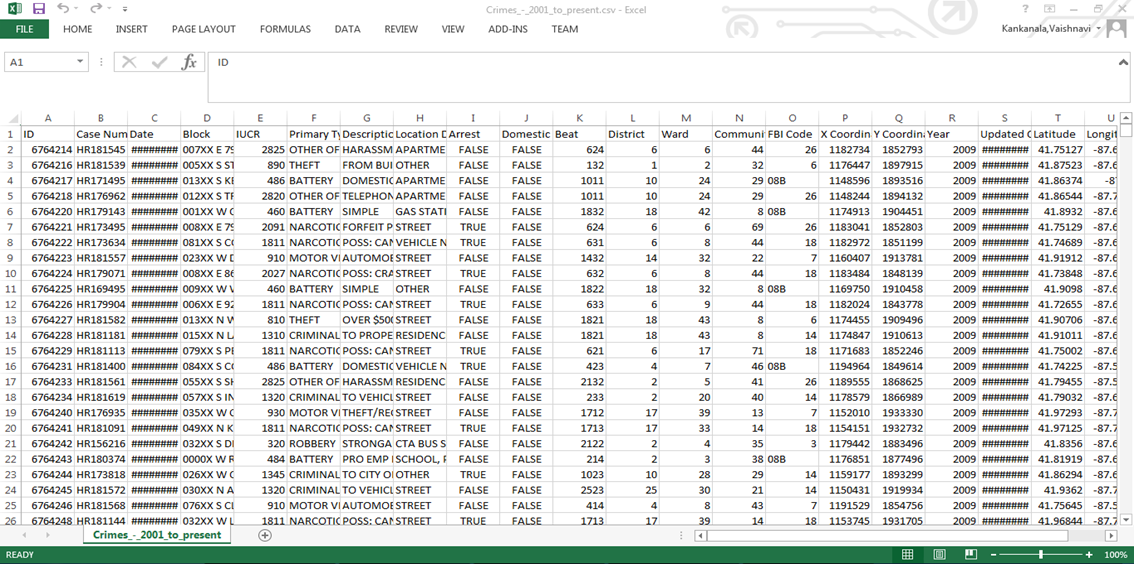 Crimes_-_2001_to_present.csv - Excel
FILE HOME INSERT PAGE LAYOUT FORMULAS DATA REVIEW VIEW ADD-INS TEAM Kankanala,Vaishnavi
A1 fx ID
A B C D E F G H I J K L M N O P Q R S T U
1 ID Case Num Date Block IUCR Primary Ty Descriptio Location D Arrest Domestic Beat District Ward Communi FBI Code X Coordin Y Coordina Year Updated O Latitude Longit
2 6764214 HR181545 ######## 007XX E 79 2825 OTHER OF HARASSM APARTME FALSE FALSE 624 6 6 44 26 1182734 1852793 2009 ######## 41.75127 -87.6
3 6764216 HR181539 ######## 005XX S ST 890 THEFT FROM BUI OTHER FALSE FALSE 132 1 2 32 6 1176447 1897915 2009 ######## 41.87523 -87.6
4 6764217 HR171495 ######## 013XX S KE 486 BATTERY DOMESTIC APARTME FALSE FALSE 1011 10 24 29 08B 1148596 1893516 2009 ######## 41.86374 -8
5 6764218 HR176962 ######## 012XX S TR 2820 OTHER OF TELEPHON APARTME FALSE FALSE 1011 10 24 29 26 1148244 1894132 2009 ######## 41.86544 -87.7
6 6764220 HR179143 ######## 001XX W O 460 BATTERY SIMPLE GAS STATI FALSE FALSE 1832 18 42 8 08B 1174913 1904451 2009 ######## 41.8932 -87.6
7 6764221 HR173495 ######## 008XX E 79 2091 NARCOTIC FORFEIT P STREET TRUE FALSE 624 6 6 69 26 1183041 1852803 2009 ######## 41.75129 -87.6
8 6764222 HR173634 ######## 081XX S CO 1811 NARCOTIC POSS: CAN VEHICLE N TRUE FALSE 631 6 8 44 18 1182972 1851199 2009 ######## 41.74689 -87.6
9 6764223 HR181557 ######## 023XX W D 910 MOTOR VE AUTOMOB STREET FALSE FALSE 1432 14 32 22 7 1160407 1913781 2009 ######## 41.91912 -87.6
10 6764224 HR179071 ######## 008XX E 86 2027 NARCOTIC POSS: CRA STREET TRUE FALSE 632 6 8 44 18 1183484 1848139 2009 ######## 41.73848 -87.6
11 6764225 HR169495 ######## 009XX W V 460 BATTERY SIMPLE OTHER FALSE FALSE 1822 18 32 8 08B 1169750 1910458 2009 ######## 41.9098 -87.6
12 6764226 HR179904 ######## 006XX E 92 1811 NARCOTIC POSS: CAN STREET TRUE FALSE 633 6 9 44 18 1182024 1843778 2009 ######## 41.72655 -87.6
13 6764227 HR181582 ######## 013XX N W 810 THEFT OVER $500 STREET FALSE FALSE 1821 18 43 8 6 1174455 1909496 2009 ######## 41.90706 -87.6
14 6764228 HR181181 ######## 015XX N LA 1310 CRIMINAL TO PROPE RESIDENC FALSE FALSE 1821 18 43 8 14 1174847 1910613 2009 ######## 41.91011 -87.6
15 6764229 HR181113 ######## 079XX S PE 1811 NARCOTIC POSS: CAN STREET TRUE FALSE 621 6 17 71 18 1171683 1852246 2009 ######## 41.75002 -87.6
16 6764231 HR181400 ######## 084XX S CO 486 BATTERY DOMESTIC VEHICLE N TRUE FALSE 423 4 7 46 08B 1194964 1849614 2009 ######## 41.74225 -87.5
17 6764233 HR181561 ######## 055XX S SH 2825 OTHER OF HARASSM RESIDENC FALSE FALSE 2132 2 5 41 26 1189555 1868625 2009 ######## 41.79455 -87.5
18 6764234 HR181619 ######## 057XX S IN 1320 CRIMINAL TO VEHICL STREET FALSE FALSE 233 2 20 40 14 1178579 1866989 2009 ######## 41.79032 -87.6
19 6764240 HR176935 ######## 035XX W G 930 MOTOR VE THEFT/REC STREET FALSE FALSE 1712 17 39 13 7 1152010 1933330 2009 ######## 41.97293 -87.7
20 6764241 HR181091 ######## 049XX N K 1811 NARCOTIC POSS: CAN STREET TRUE FALSE 1713 17 33 14 18 1154151 1932732 2009 ######## 41.97125 -87.7
21 6764242 HR156216 ######## 032XX S DE 320 ROBBERY STRONGA CTA BUS S FALSE FALSE 2122 2 4 35 3 1179442 1883496 2009 ######## 41.8356 -87.6
22 6764243 HR180374 ######## 0000X W R 484 BATTERY PRO EMP H SCHOOL, P FALSE FALSE 214 2 3 38 08B 1176851 1877496 2009 ######## 41.81919 -87.6
23 6764244 HR173818 ######## 026XX W O 1345 CRIMINAL TO CITY O OTHER TRUE FALSE 1023 10 28 29 14 1159177 1893299 2009 ######## 41.86294 -87.6
24 6764245 HR181572 ######## 030XX N A 1320 CRIMINAL TO VEHICL STREET FALSE FALSE 2523 25 30 21 14 1150431 1919934 2009 ######## 41.9362 -87.7
25 6764246 HR181568 ######## 076XX S CL 910 MOTOR VE AUTOMOB STREET FALSE FALSE 414 4 8 43 7 1191529 1854756 2009 ######## 41.75645 -87.5
26 6764248 HR181144 ######## 032XX W L 1811 NARCOTIC POSS: CAN STREET TRUE FALSE 1713 17 39 14 18 1153745 1931705 2009 ######## 41.96844 -87.7
Crimes_-_2001_to_present
READY 100%